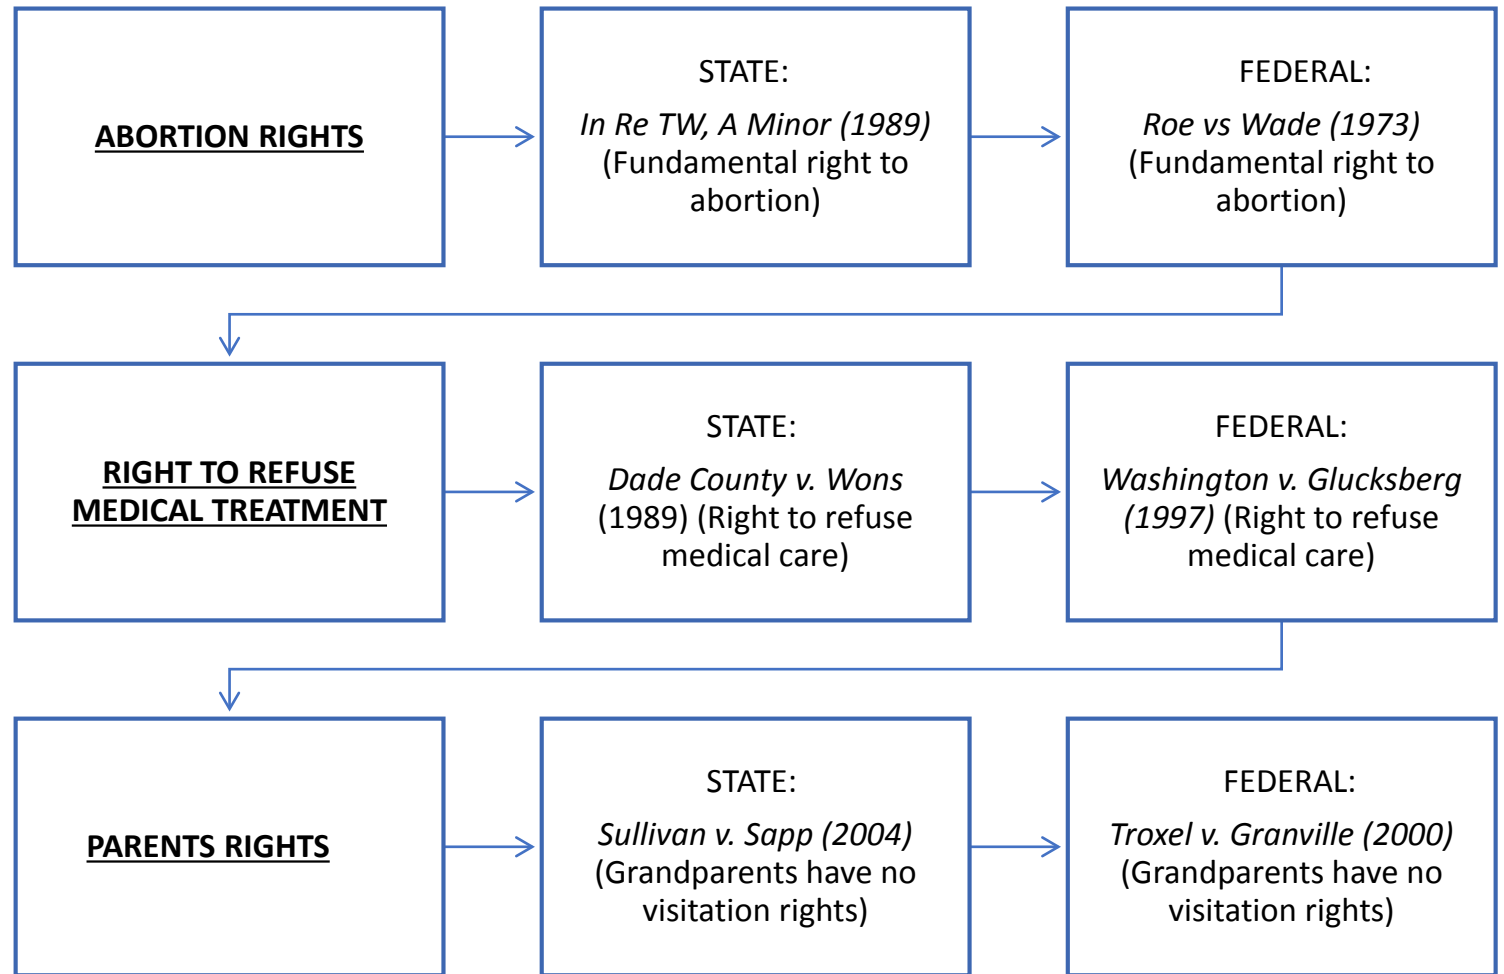 ABORTION RIGHTS
STATE:
In Re TW, A Minor (1989)
(Fundamental right to
abortion)
FEDERAL:
Roe vs Wade (1973)
(Fundamental right to
abortion)
RIGHT TO REFUSE
MEDICAL TREATMENT
STATE:
Dade County v. Wons
(1989) (Right to refuse
medical care)
FEDERAL:
Washington v. Glucksberg
(1997) (Right to refuse
medical care)
PARENTS RIGHTS
STATE:
Sullivan v. Sapp (2004)
(Grandparents have no
visitation rights)
FEDERAL:
Troxel v. Granville (2000)
(Grandparents have no
visitation rights)